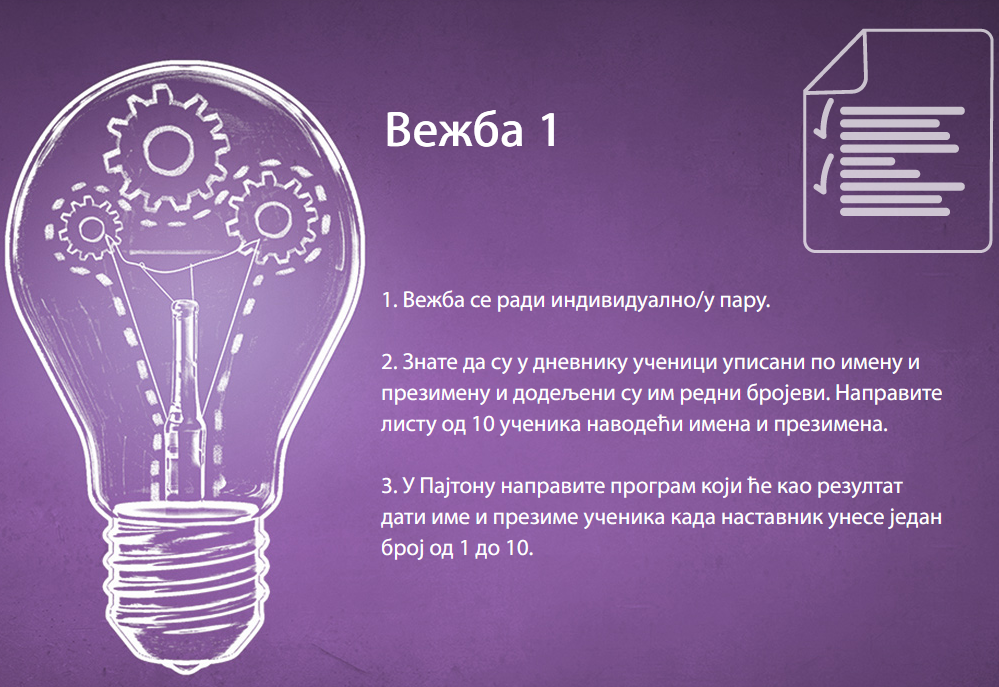 Вежба 1
1. Вежба се ради индивидуално/у пару.
2. Знате да су у дневнику ученици уписани по имену и
презимену и додељени су им редни бројеви. Направите
листу од 10 ученика наводећи имена и презимена.
3. У Пајтону направите програм који ће као резултат
дати име и презиме ученика када наставник унесе један
број од 1 до 10.